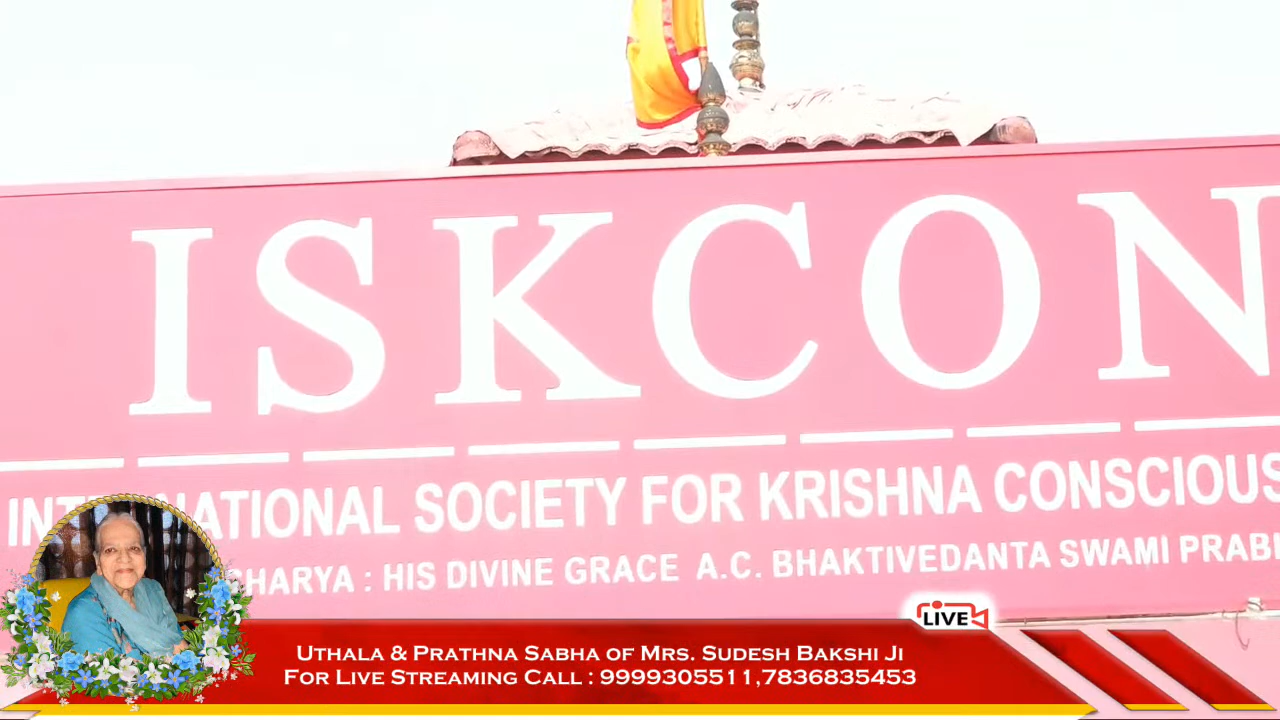 ISKCON
INTERNATIONAL SOCIETY FOR KRISHNA CONSCIOUS
HARYA : HIS DIVINE GRACE A.C. BHAKTIVEDANTA SWAMI PRAB
LIVE
UTHALA & PRATHNA SABHA OF MRS. SUDESH BAKSHI JI
FOR LIVE STREAMING CALL : 9999305511,7836835453